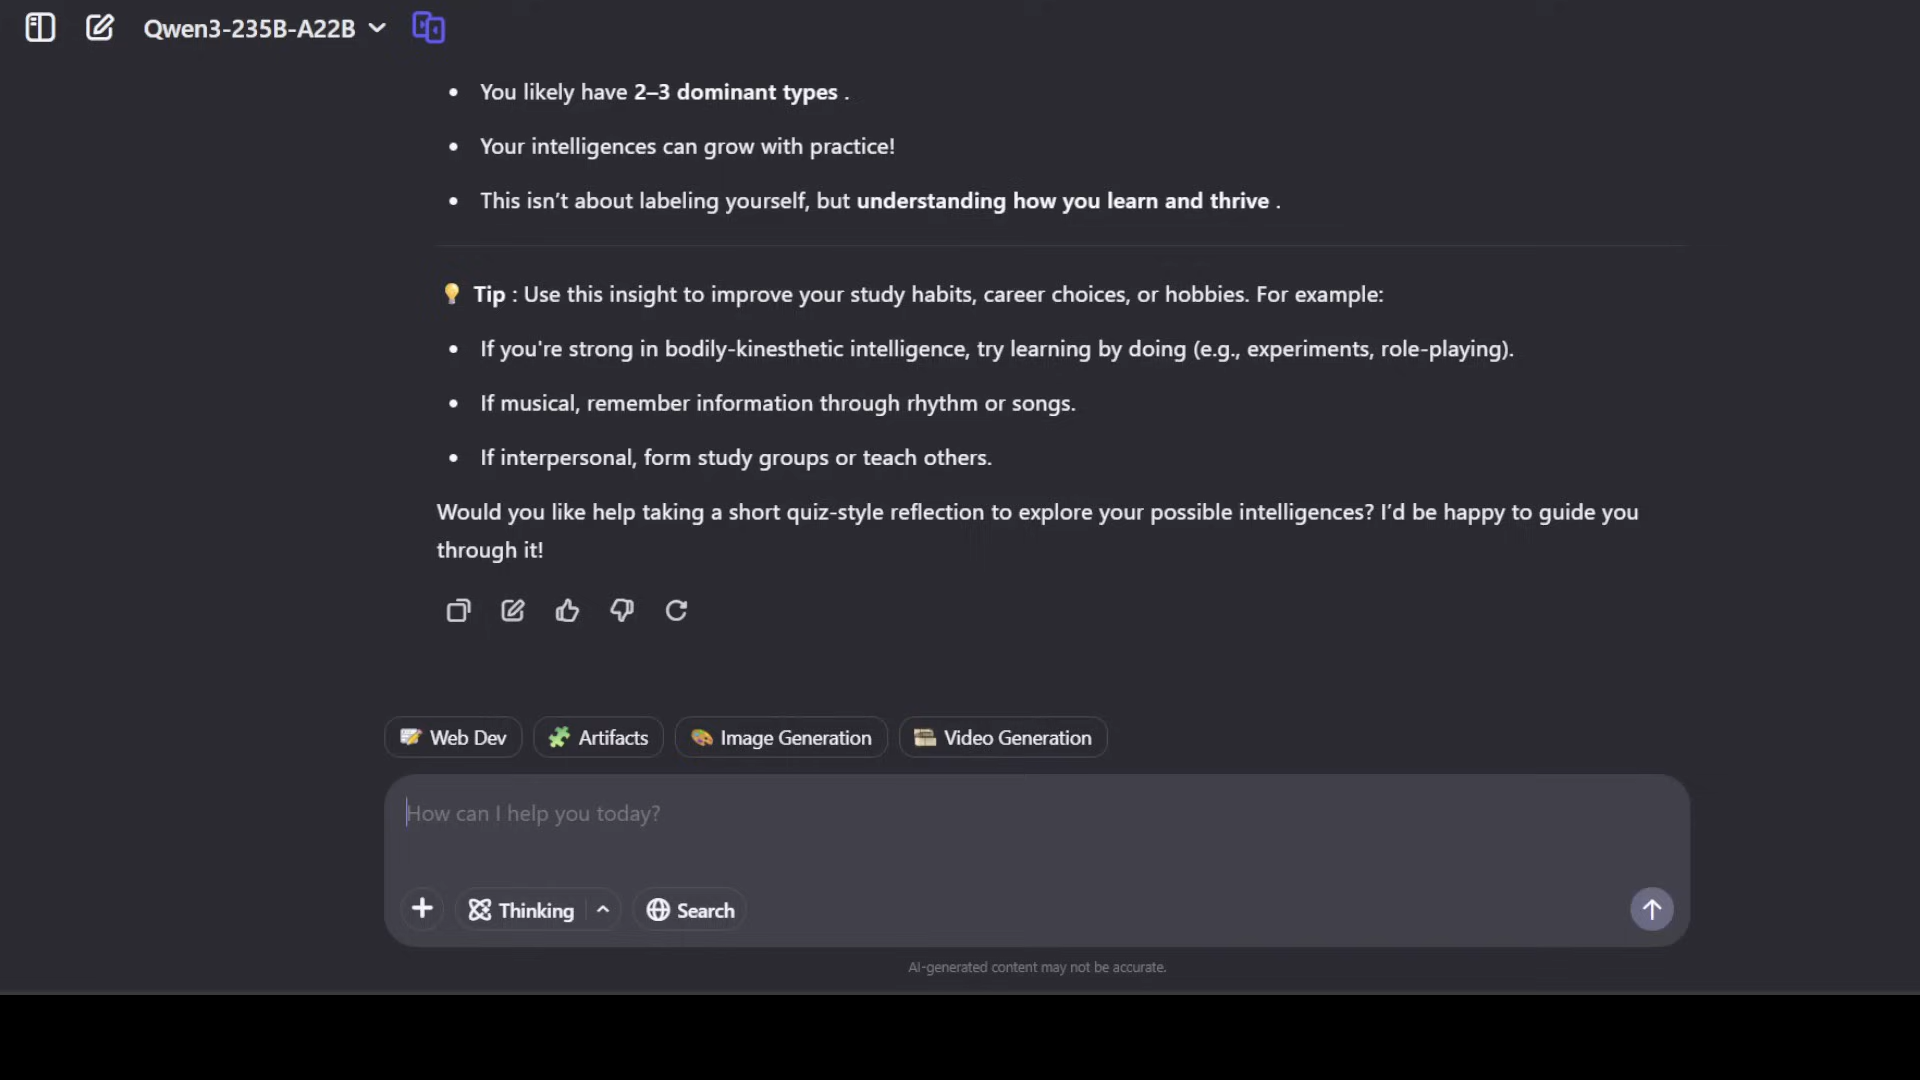 Qwen3-235B-A22B
You likely have 2–3 dominant types .
Your intelligences can grow with practice!
This isn’t about labeling yourself, but understanding how you learn and thrive .
Tip : Use this insight to improve your study habits, career choices, or hobbies. For example:
If you're strong in bodily-kinesthetic intelligence, try learning by doing (e.g., experiments, role-playing).
If musical, remember information through rhythm or songs.
If interpersonal, form study groups or teach others.
Would you like help taking a short quiz-style reflection to explore your possible intelligences? I’d be happy to guide you
through it!
Web Dev Artifacts Image Generation Video Generation
How can I help you today?
Thinking Search
AI-generated content may not be accurate.